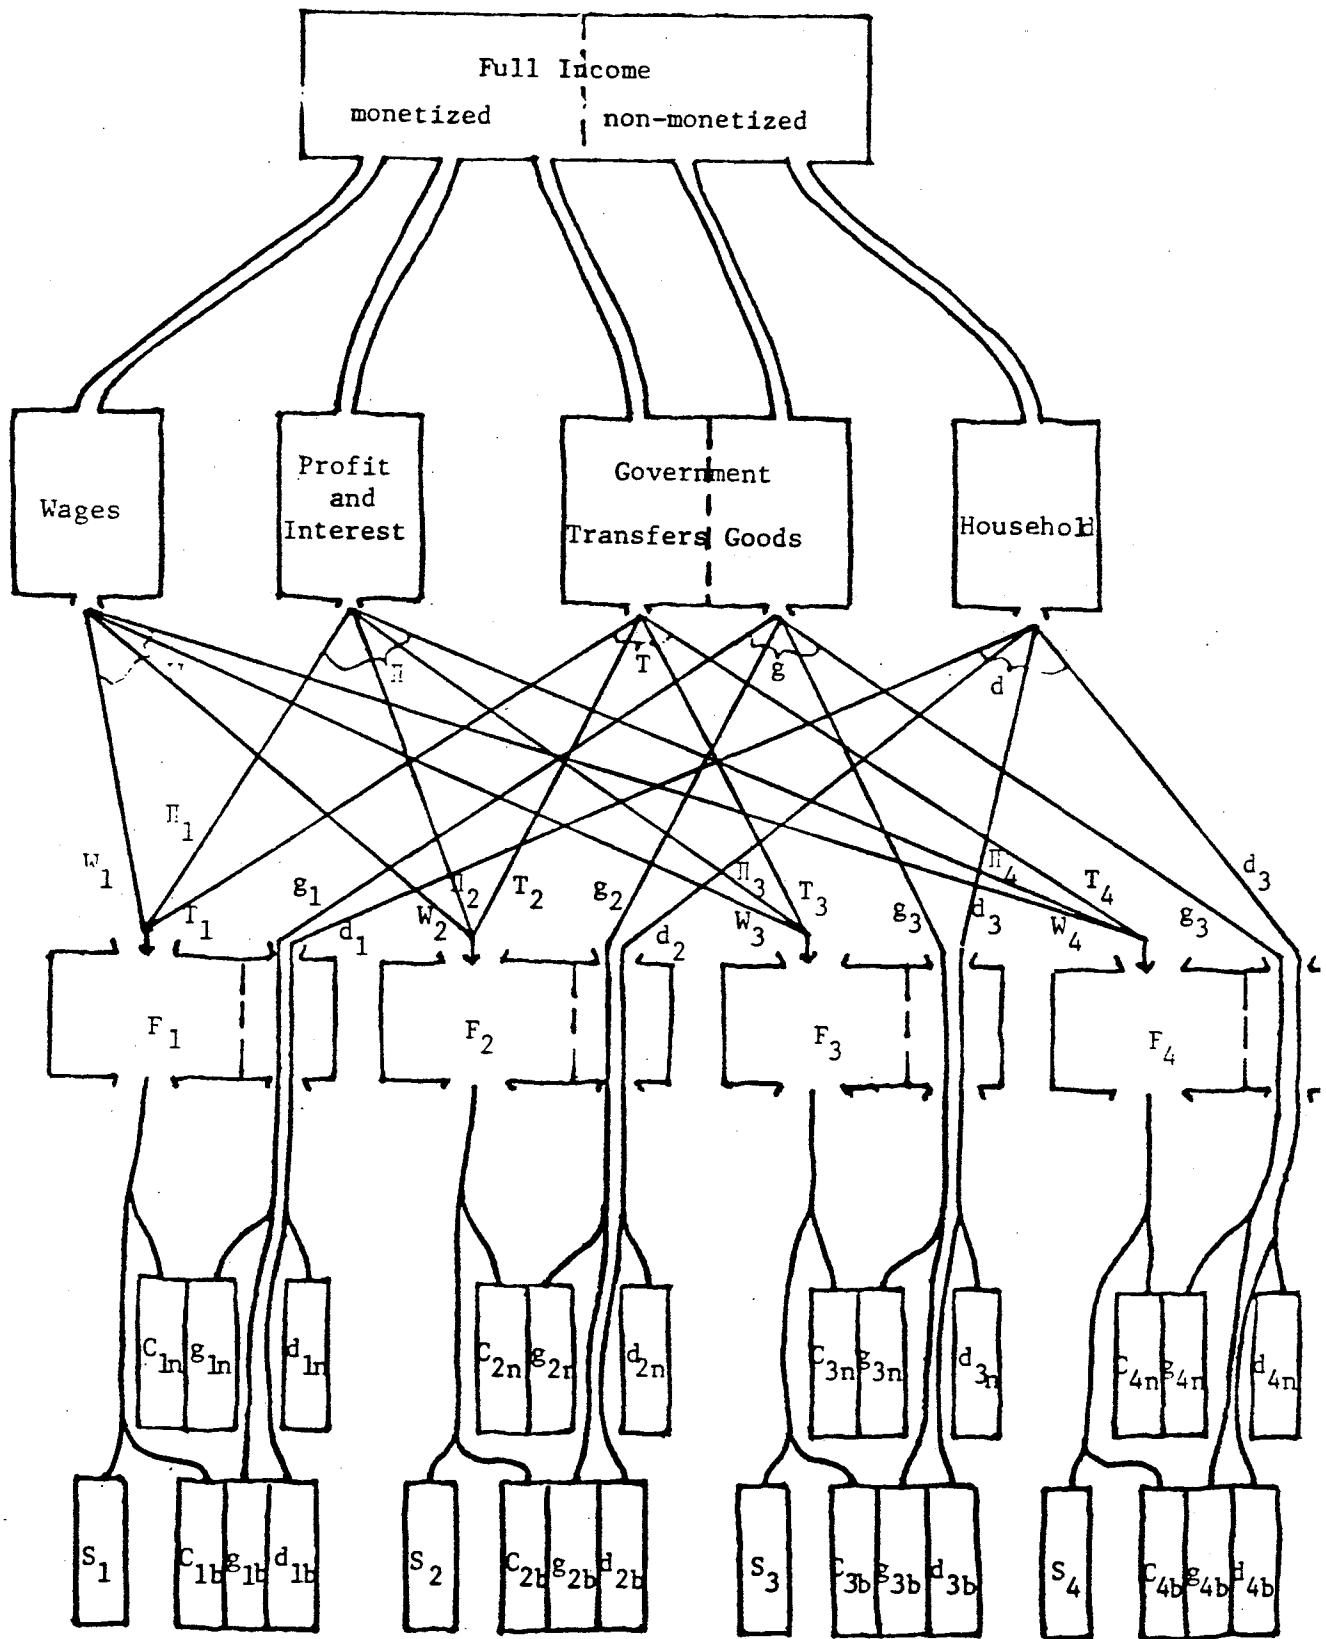 Full Income
monetized non-monetized
Wages
Profit
and
Interest
Government
Transfers Goods
Household
Π T g d
Π1
W1 T1 g1 d1 W2 Π2 T2 g2 d2 W3 Π3 T3 g3 d3 W4 Π4 T4 g3 d3
F1 F2 F3 F4
C1n g1n d1n C2n g2n d2n C3n g3n d3n C4n g4n d4n
S1 C1b g1b d1b S2 C2b g2b d2b S3 C3b g3b d3b S4 C4b g4b d4b